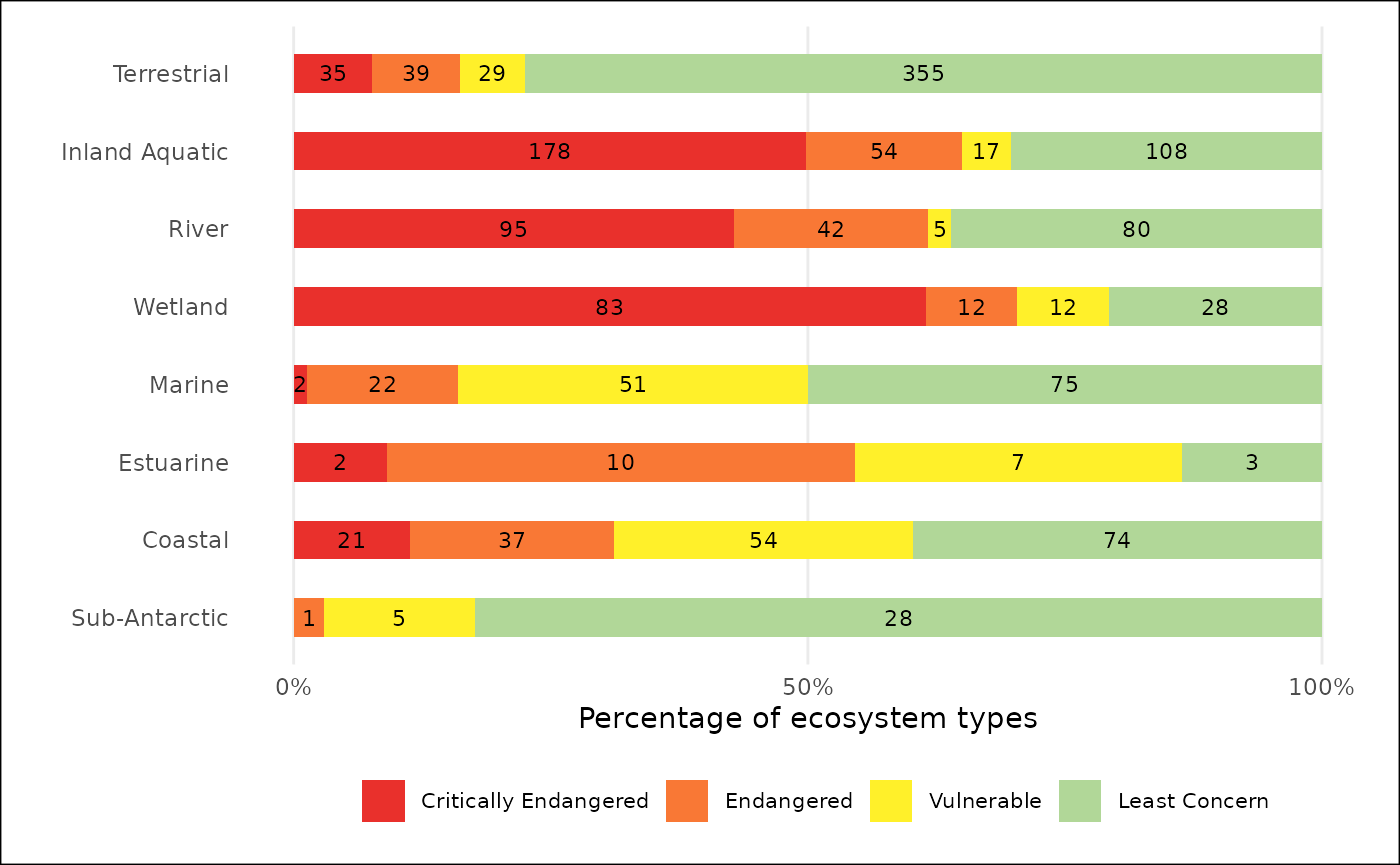 Terrestrial 35 39 29 355
Inland Aquatic 178 54 17 108
River 95 42 5 80
Wetland 83 12 12 28
Marine 2 22 51 75
Estuarine 2 10 7 3
Coastal 21 37 54 74
Sub-Antarctic 1 5 28
0% 50% 100%
Percentage of ecosystem types
Critically Endangered Endangered Vulnerable Least Concern